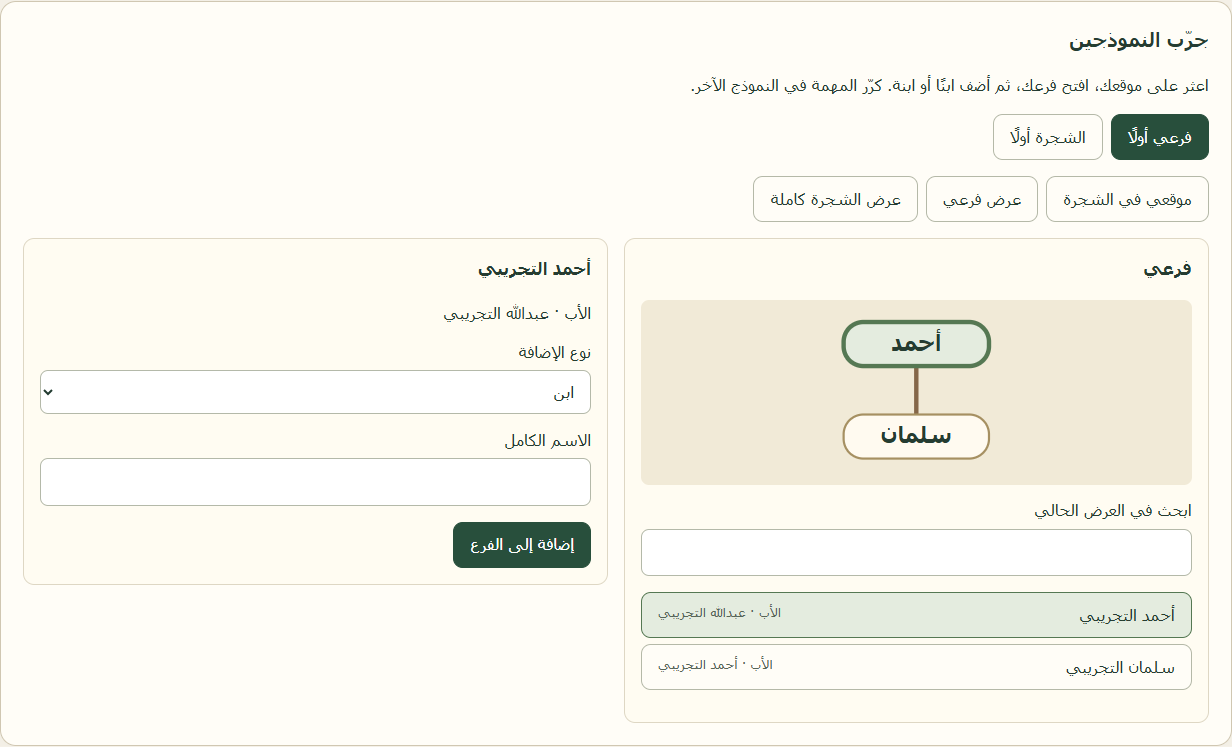 جرّب النموذجين
اعثر على موقعك، افتح فرعك، ثم أضف ابنًا أو ابنة. كرّر المهمة في النموذج الآخر.
فرعي أولًا
الشجرة أولًا
موقعي في الشجرة
عرض فرعي
عرض الشجرة كاملة
فرعي
أحمد
سلمان
ابحث في العرض الحالي
أحمد التجريبي
الأب · عبدالله التجريبي
سلمان التجريبي
الأب · أحمد التجريبي
أحمد التجريبي
الأب · عبدالله التجريبي
نوع الإضافة
ابن
الاسم الكامل
إضافة إلى الفرع